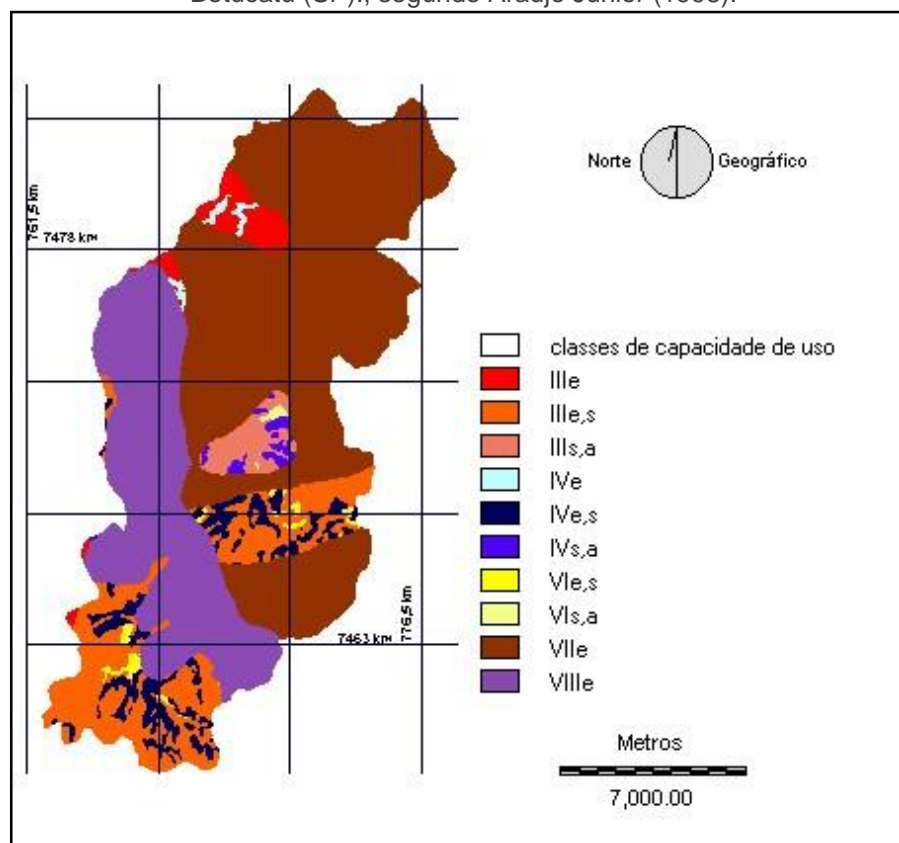 Botucatu (SP)., segundo Araújo Júnior (1998).
Norte
Geográfico
761,5 km
7478 km
classes de capacidade de uso
IIIe
IIIe,s
IIIs,a
IVe
IVe,s
IVs,a
VIe,s
VIs,a
VIIe
VIIIe
7463 km
776,5 km
Metros
7,000.00